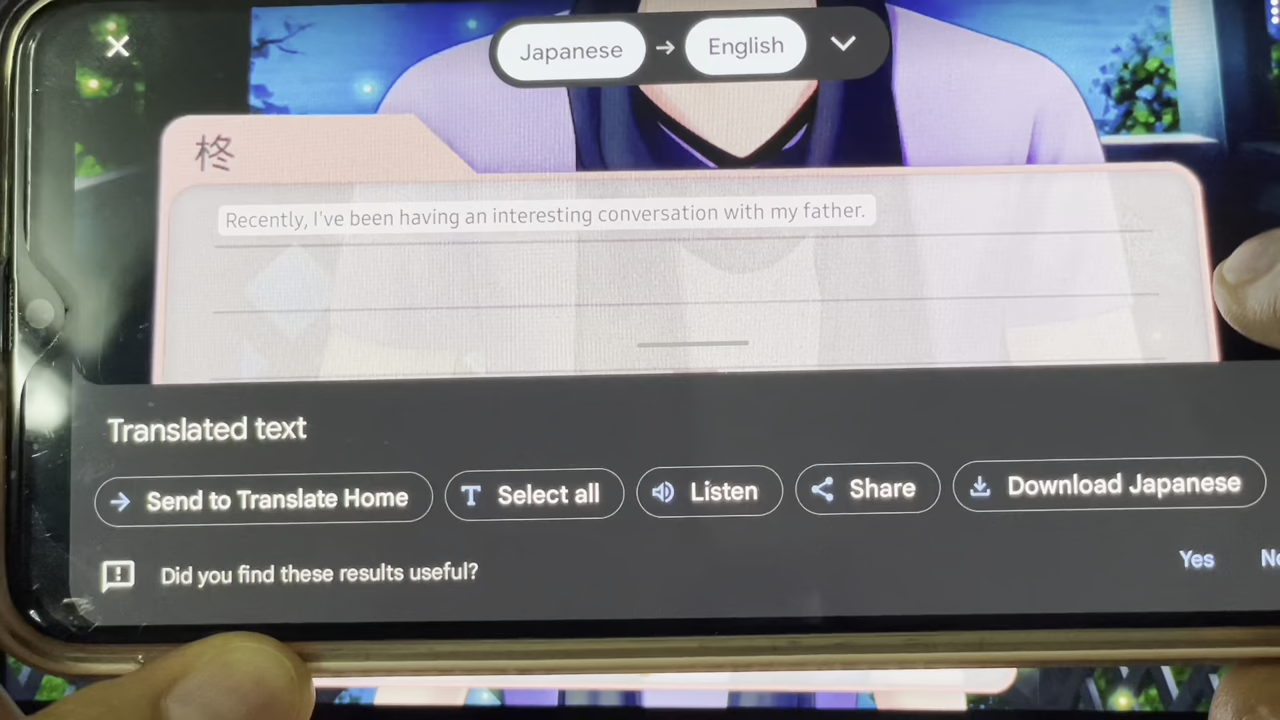 Japanese → English
柊
Recently, I've been having an interesting conversation with my father.
Translated text
Send to Translate Home
Select all
Listen
Share
Download Japanese
Did you find these results useful?
Yes